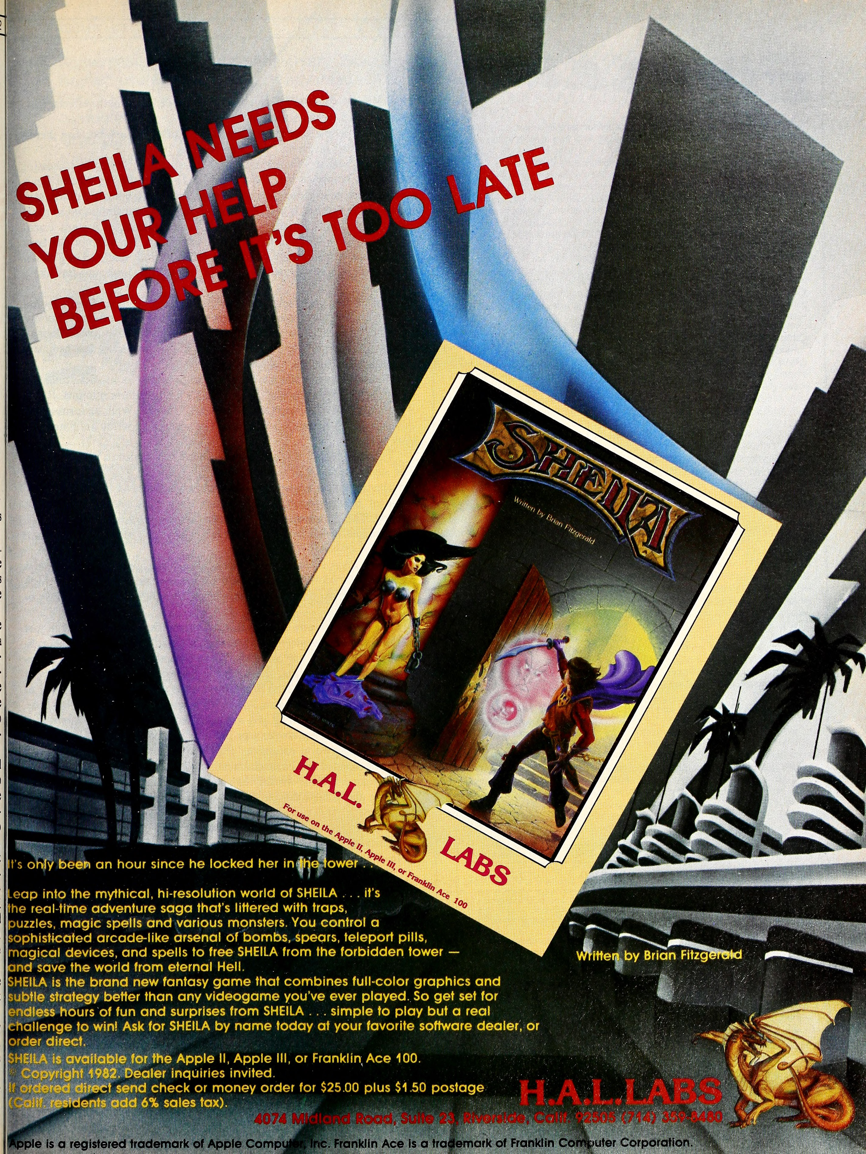 SHEILA NEEDS
YOUR HELP
BEFORE IT'S TOO LATE
SHEILA
Written by Brian Fitzgerald
H.A.L.
LABS
For use on the Apple II, Apple III, or Franklin Ace 100
It's only been an hour since he locked her in the tower . . .
Leap into the mythical, hi-resolution world of SHEILA . . . it's
the real-time adventure saga that's littered with traps,
puzzles, magic spells and various monsters. You control a
sophisticated arcade-like arsenal of bombs, spears, teleport pills,
magical devices, and spells to free SHEILA from the forbidden tower —
and save the world from eternal Hell.
SHEILA is the brand new fantasy game that combines full-color graphics and
subtle strategy better than any videogame you've ever played. So get set for
endless hours of fun and surprises from SHEILA . . . simple to play but a real
challenge to win! Ask for SHEILA by name today at your favorite software dealer, or
order direct.
SHEILA is available for the Apple II, Apple III, or Franklin Ace 100.
Copyright 1982. Dealer inquiries invited.
If ordered direct send check or money order for $25.00 plus $1.50 postage
(Calif. residents add 6% sales tax).
Written by Brian Fitzgerald
H.A.L. LABS
4074 Midland Road, Suite 23, Riverside, Calif. 92505 (714) 359-8480
Apple is a registered trademark of Apple Computer, Inc. Franklin Ace is a trademark of Franklin Computer Corporation.